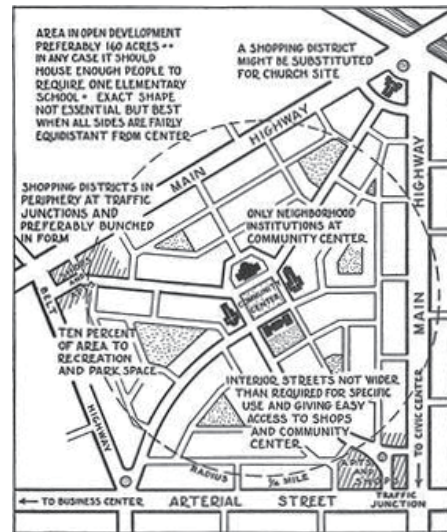 AREA IN OPEN DEVELOPMENT
PREFERABLY 160 ACRES **
IN ANY CASE IT SHOULD
HOUSE ENOUGH PEOPLE TO
REQUIRE ONE ELEMENTARY
SCHOOL * EXACT SHAPE
NOT ESSENTIAL BUT BEST
WHEN ALL SIDES ARE FAIRLY
EQUIDISTANT FROM CENTER
A SHOPPING DISTRICT
MIGHT BE SUBSTITUTED
FOR CHURCH SITE
MAIN HIGHWAY
HIGHWAY
MAIN
SHOPPING DISTRICTS IN
PERIPHERY AT TRAFFIC
JUNCTIONS AND
PREFERABLY BUNCHED
IN FORM
ONLY NEIGHBORHOOD
INSTITUTIONS AT
COMMUNITY CENTER
SHOPS AND
BELT
HIGHWAY
COMMUNITY
CENTER
TEN PERCENT
OF AREA TO
RECREATION
AND PARK SPACE
INTERIOR STREETS NOT WIDER
THAN REQUIRED FOR SPECIFIC
USE AND GIVING EASY
ACCESS TO SHOPS
AND COMMUNITY
CENTER
TO CIVIC CENTER
RADIUS
MILE
APTS
AND
SHOPS
TO BUSINESS CENTER
ARTERIAL STREET
TRAFFIC
JUNCTION